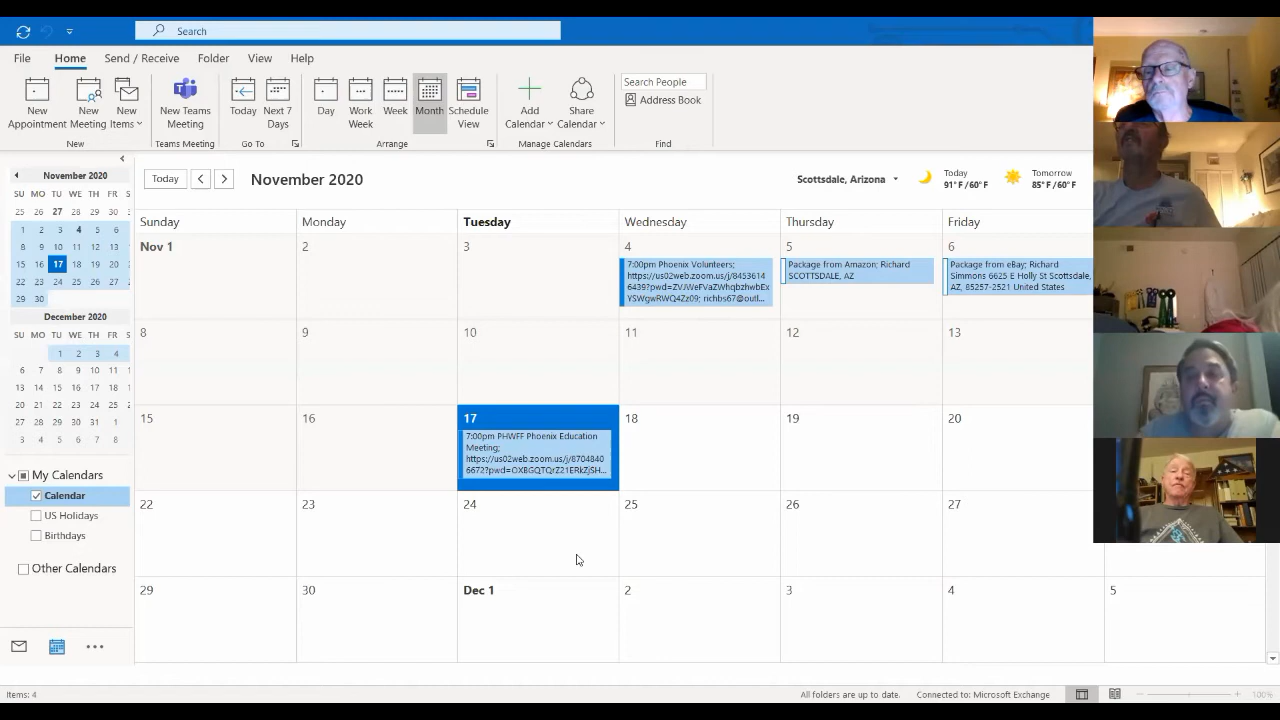 Search
File Home Send / Receive Folder View Help
New Appointment
New Meeting
New Items
New
New Teams Meeting
Teams Meeting
Today
Next 7 Days
Go To
Day
Work Week
Week
Month
Schedule View
Arrange
Add Calendar
Share Calendar
Manage Calendars
Search People
Address Book
Find
November 2020
SU MO TU WE TH FR S
25 26 27 28 29 30
1 2 3 4 5 6
8 9 10 11 12 13
15 16 17 18 19 20
22 23 24 25 26 27
29 30
December 2020
SU MO TU WE TH FR S
1 2 3 4
6 7 8 9 10 11
13 14 15 16 17 18
20 21 22 23 24 25
27 28 29 30 31 1
3 4 5 6 7 8
My Calendars
Calendar
US Holidays
Birthdays
Other Calendars
Today
November 2020
Scottsdale, Arizona
Today
91° F / 60° F
Tomorrow
85° F / 60° F
Sunday Monday Tuesday Wednesday Thursday Friday
Nov 1 2 3 4 5 6
7:00pm Phoenix Volunteers;
https://us02web.zoom.us/j/8453614
Package from Amazon; Richard
SCOTTSDALE, AZ
Package from eBay; Richard
Simmons 6625 E Holly St Scottsdale,
AZ, 85257-2521 United States
8 9 10 11 12 13
15 16 17 18 19 20
7:00pm PHWFF Phoenix Education
Meeting;
https://us02web.zoom.us/j/8704840
22 23 24 25 26 27
29 30 Dec 1 2 3 4 5
Items: 4
All folders are up to date.
Connected to: Microsoft Exchange
100%